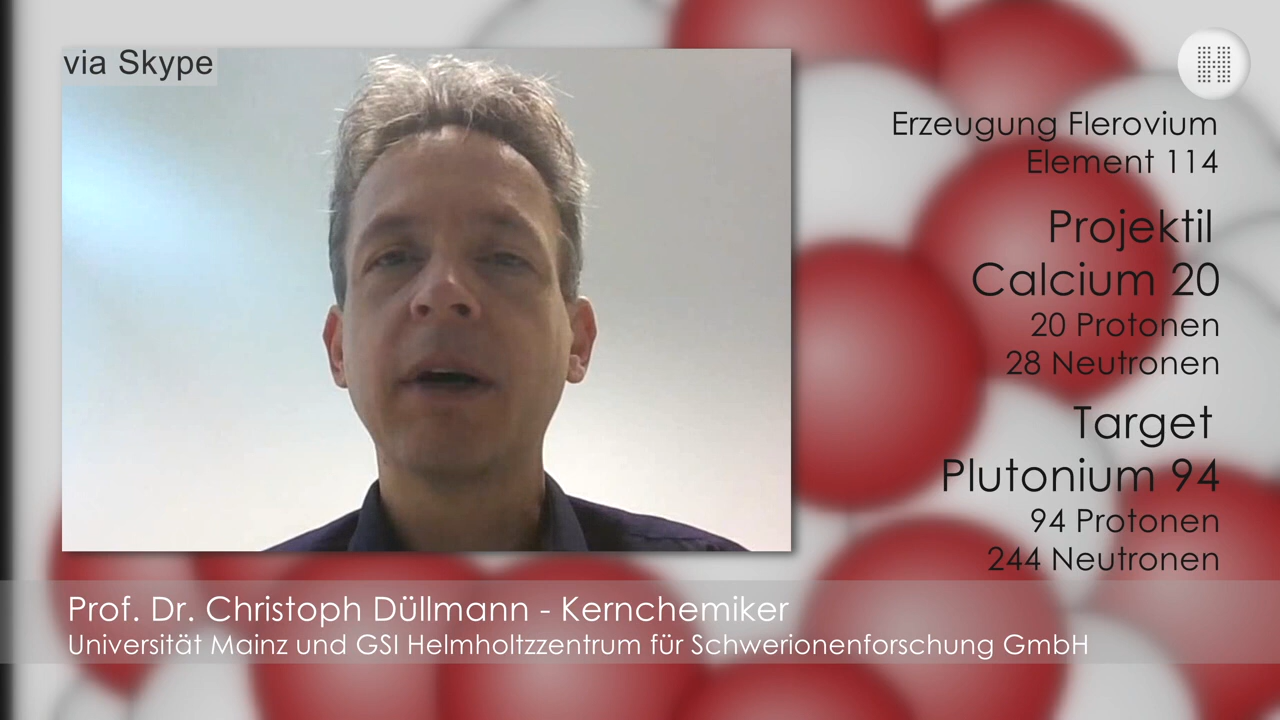 via Skype
Erzeugung Flerovium
Element 114
Projektil
Calcium 20
20 Protonen
28 Neutronen
Target
Plutonium 94
94 Protonen
244 Neutronen
Prof. Dr. Christoph Düllmann - Kernchemiker
Universität Mainz und GSI Helmholtzzentrum für Schwerionenforschung GmbH
H